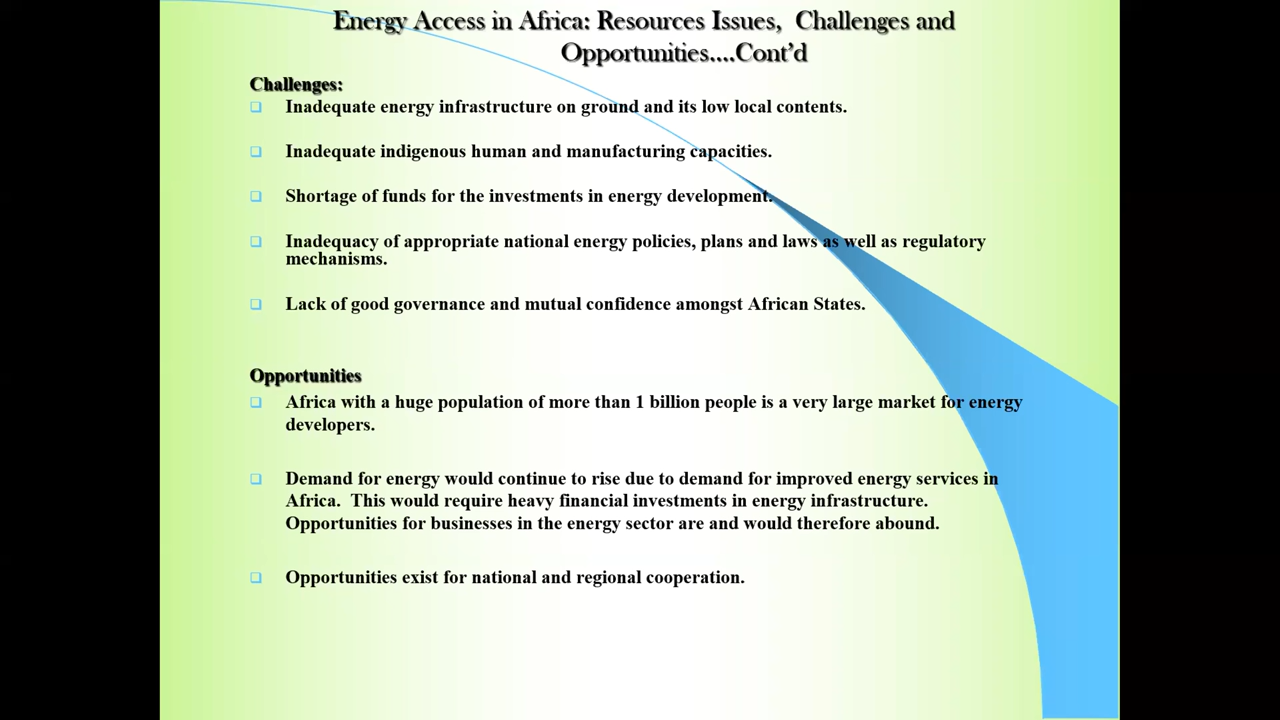 Energy Access in Africa: Resources Issues, Challenges and
Opportunities....Cont'd
Challenges:
Inadequate energy infrastructure on ground and its low local contents.
Inadequate indigenous human and manufacturing capacities.
Shortage of funds for the investments in energy development.
Inadequacy of appropriate national energy policies, plans and laws as well as regulatory
mechanisms.
Lack of good governance and mutual confidence amongst African States.
Opportunities
Africa with a huge population of more than 1 billion people is a very large market for energy
developers.
Demand for energy would continue to rise due to demand for improved energy services in
Africa. This would require heavy financial investments in energy infrastructure.
Opportunities for businesses in the energy sector are and would therefore abound.
Opportunities exist for national and regional cooperation.